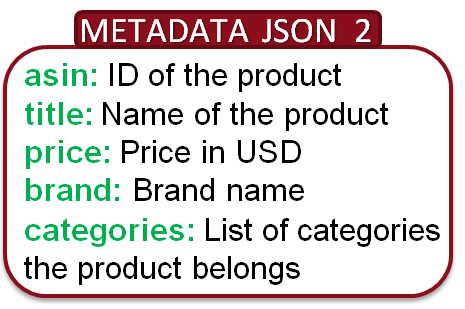 METADATA JSON 2
asin: ID of the product
title: Name of the product
price: Price in USD
brand: Brand name
categories: List of categories
the product belongs